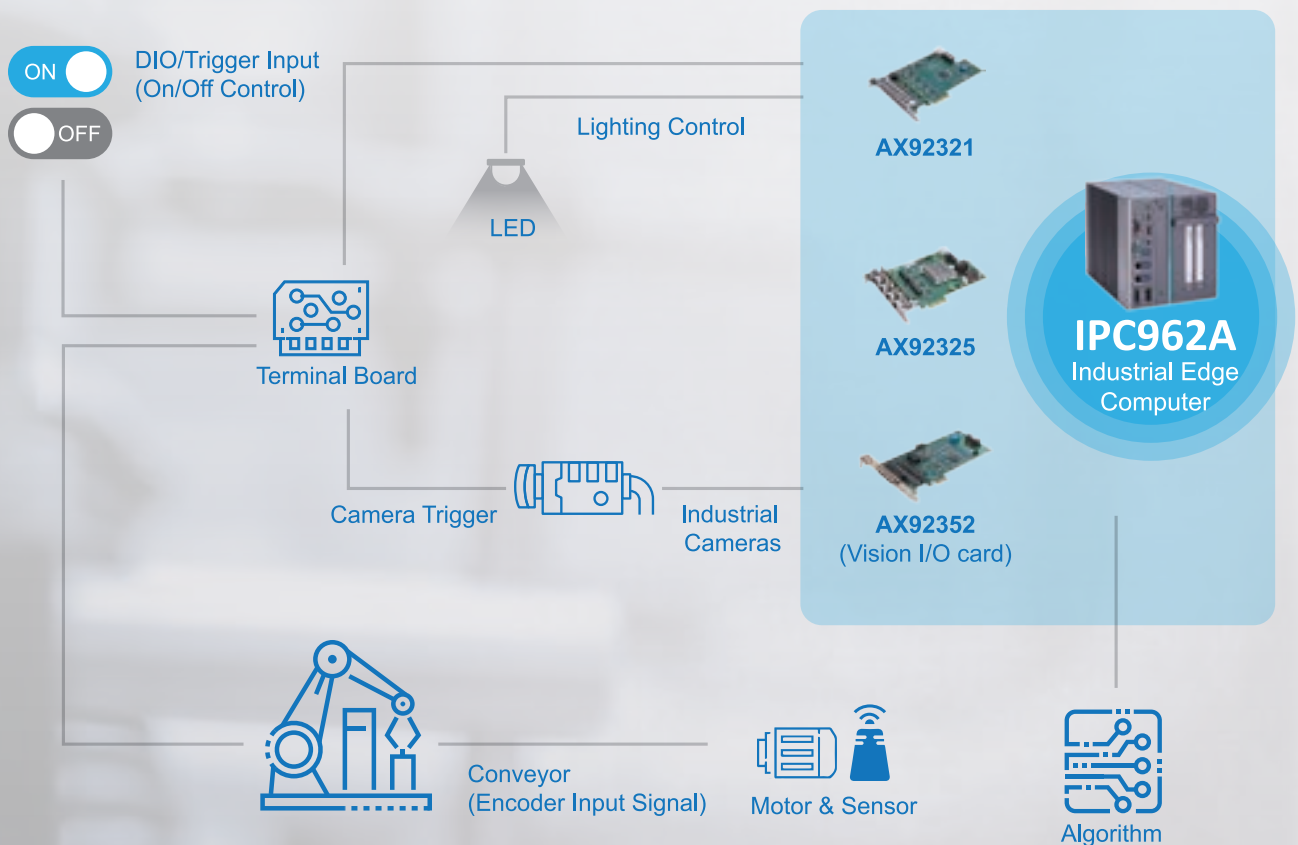 ON
OFF
DIO/Trigger Input
(On/Off Control)
Lighting Control
LED
Terminal Board
Camera Trigger
Industrial
Cameras
AX92321
AX92325
AX92352
(Vision I/O card)
IPC962A
Industrial Edge
Computer
Conveyor
(Encoder Input Signal)
Motor & Sensor
Algorithm